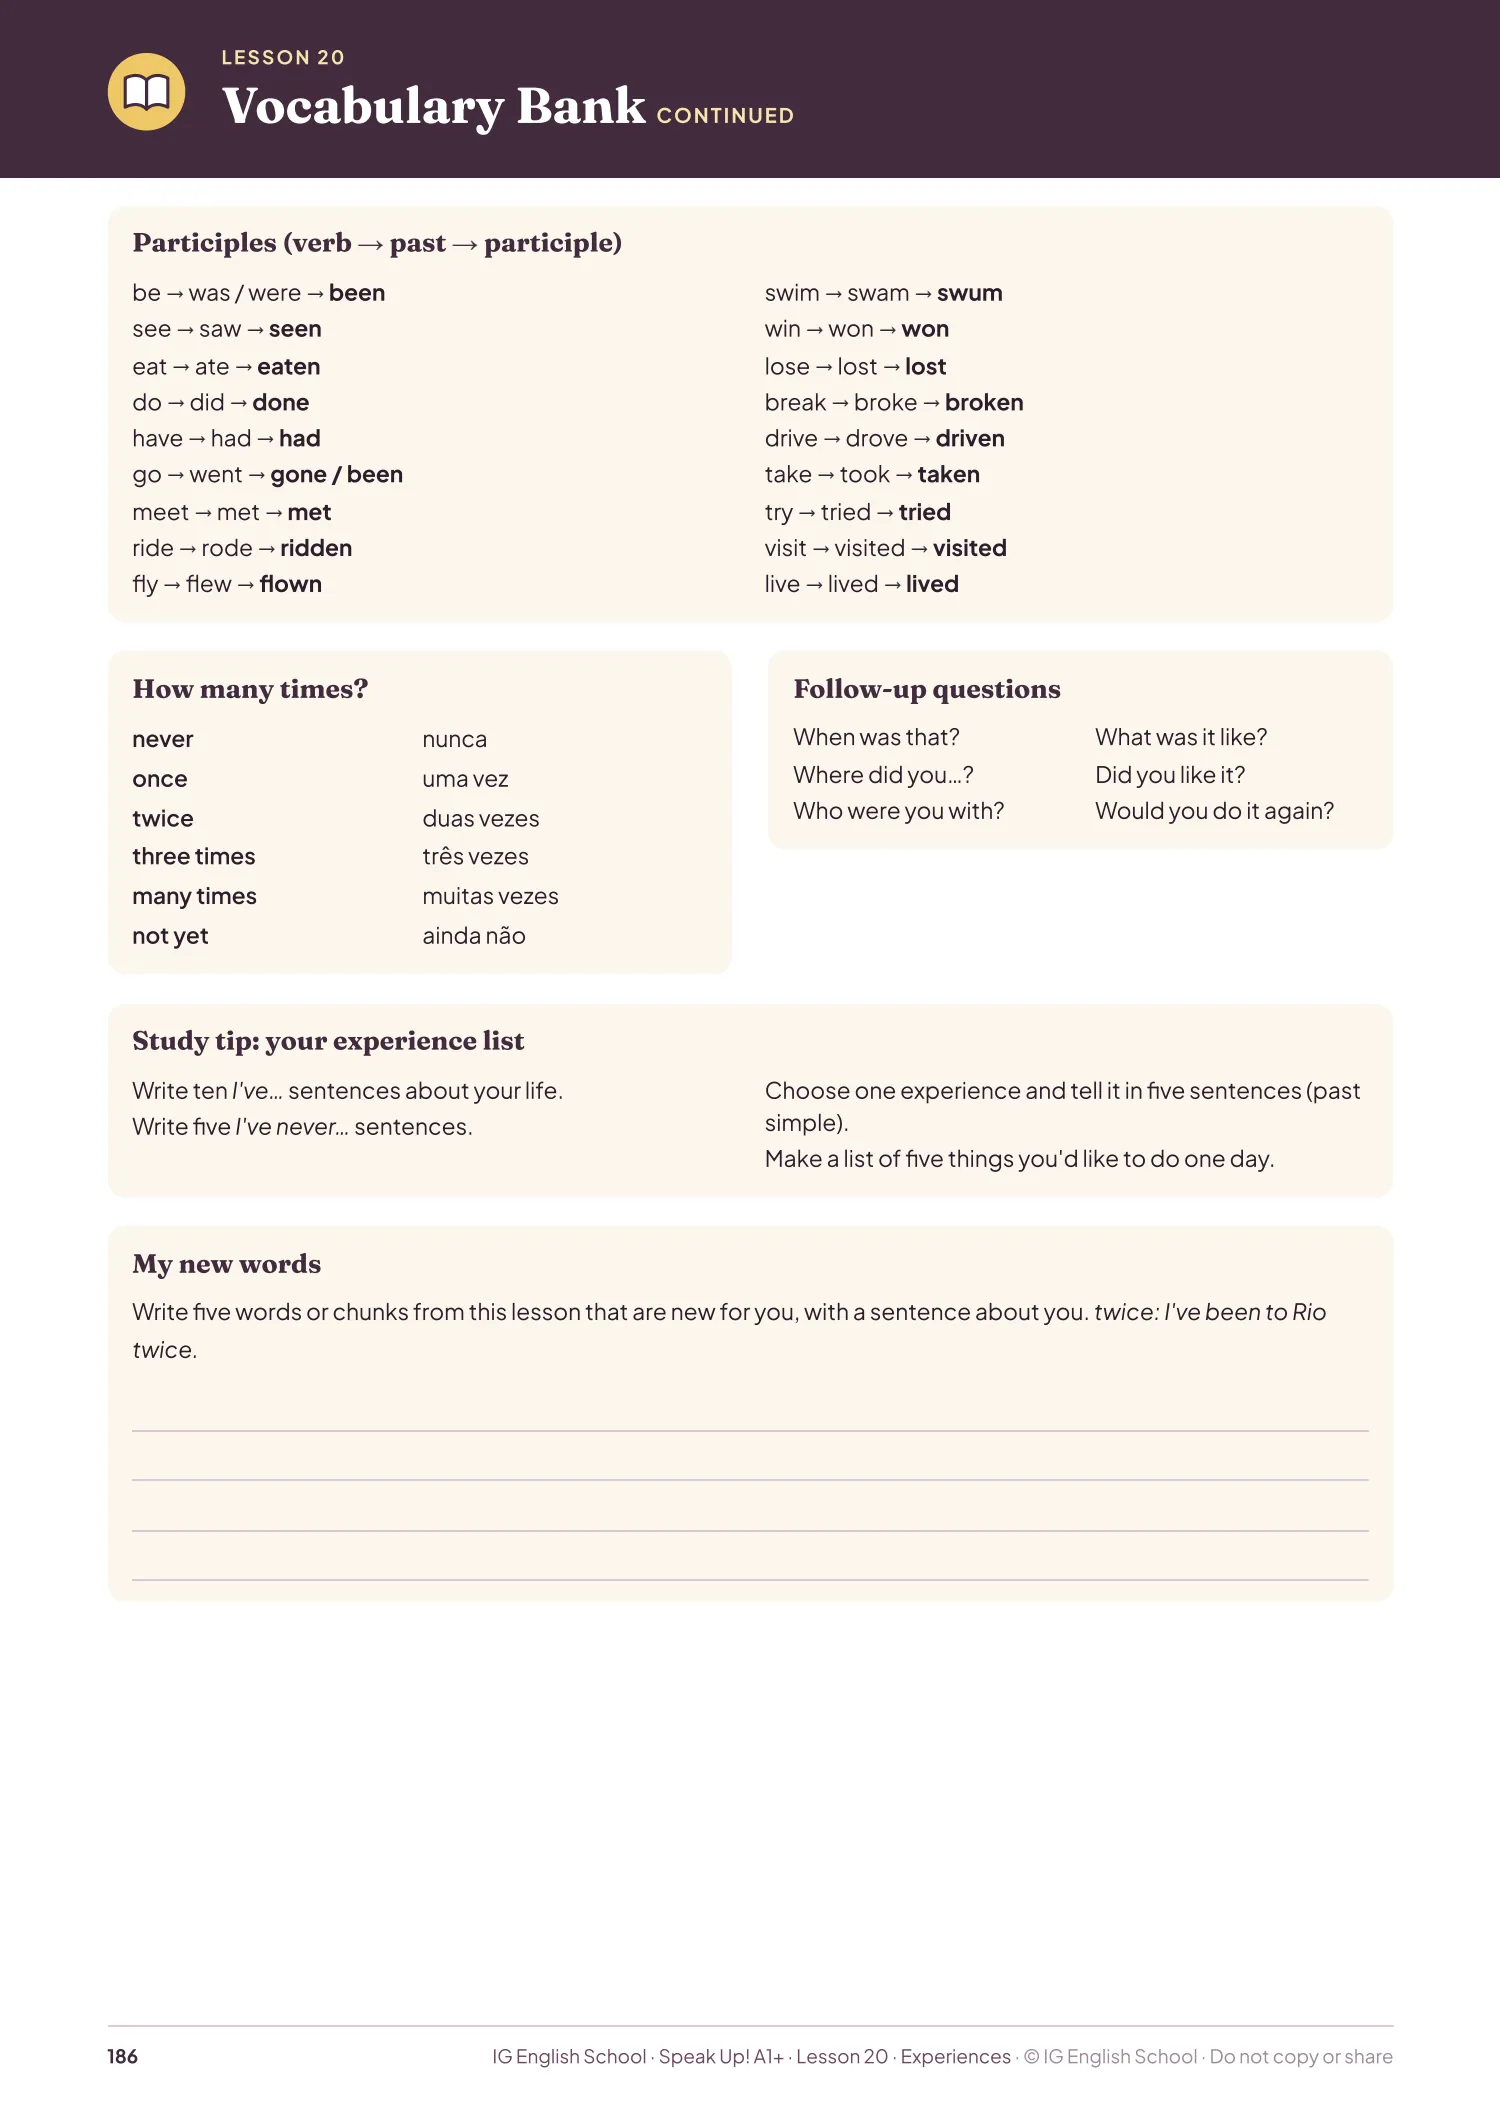 LESSON 20
Vocabulary Bank CONTINUED
Participles (verb → past → participle)
be → was / were → been
see → saw → seen
eat → ate → eaten
do → did → done
have → had → had
go → went → gone / been
meet → met → met
ride → rode → ridden
fly → flew → flown
swim → swam → swum
win → won → won
lose → lost → lost
break → broke → broken
drive → drove → driven
take → took → taken
try → tried → tried
visit → visited → visited
live → lived → lived
How many times?
never nunca
once uma vez
twice duas vezes
three times três vezes
many times muitas vezes
not yet ainda não
Follow-up questions
When was that?
Where did you…?
Who were you with?
What was it like?
Did you like it?
Would you do it again?
Study tip: your experience list
Write ten I've… sentences about your life.
Write five I've never… sentences.
Choose one experience and tell it in five sentences (past
simple).
Make a list of five things you'd like to do one day.
My new words
Write five words or chunks from this lesson that are new for you, with a sentence about you. twice: I've been to Rio
twice.
186 IG English School · Speak Up! A1+ · Lesson 20 · Experiences · © IG English School · Do not copy or share